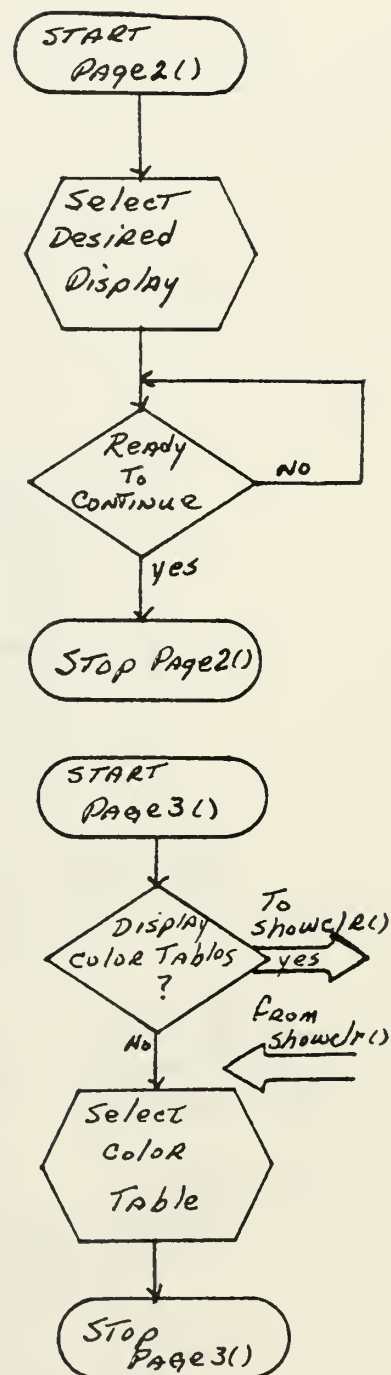 START
Page2()
Select
Desired
Display
Ready
To
Continue
No
yes
Stop Page2()
START
Page3()
Display
Color Tablos
?
To
showclr()
yes
From
showclr()
No
Select
Color
Table
Stop
Page3()